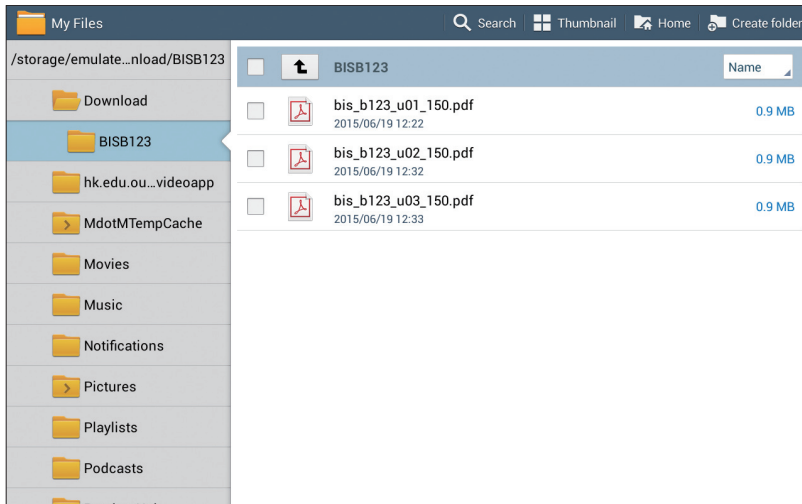 My Files
Search
Thumbnail
Home
Create folder
/storage/emulate...nload/BISB123
Download
BISB123
hk.edu.ou...videoapp
MdotMTempCache
Movies
Music
Notifications
Pictures
Playlists
Podcasts
BISB123
Name
bis_b123_u01_150.pdf
2015/06/19 12:22
0.9 MB
bis_b123_u02_150.pdf
2015/06/19 12:32
0.9 MB
bis_b123_u03_150.pdf
2015/06/19 12:33
0.9 MB